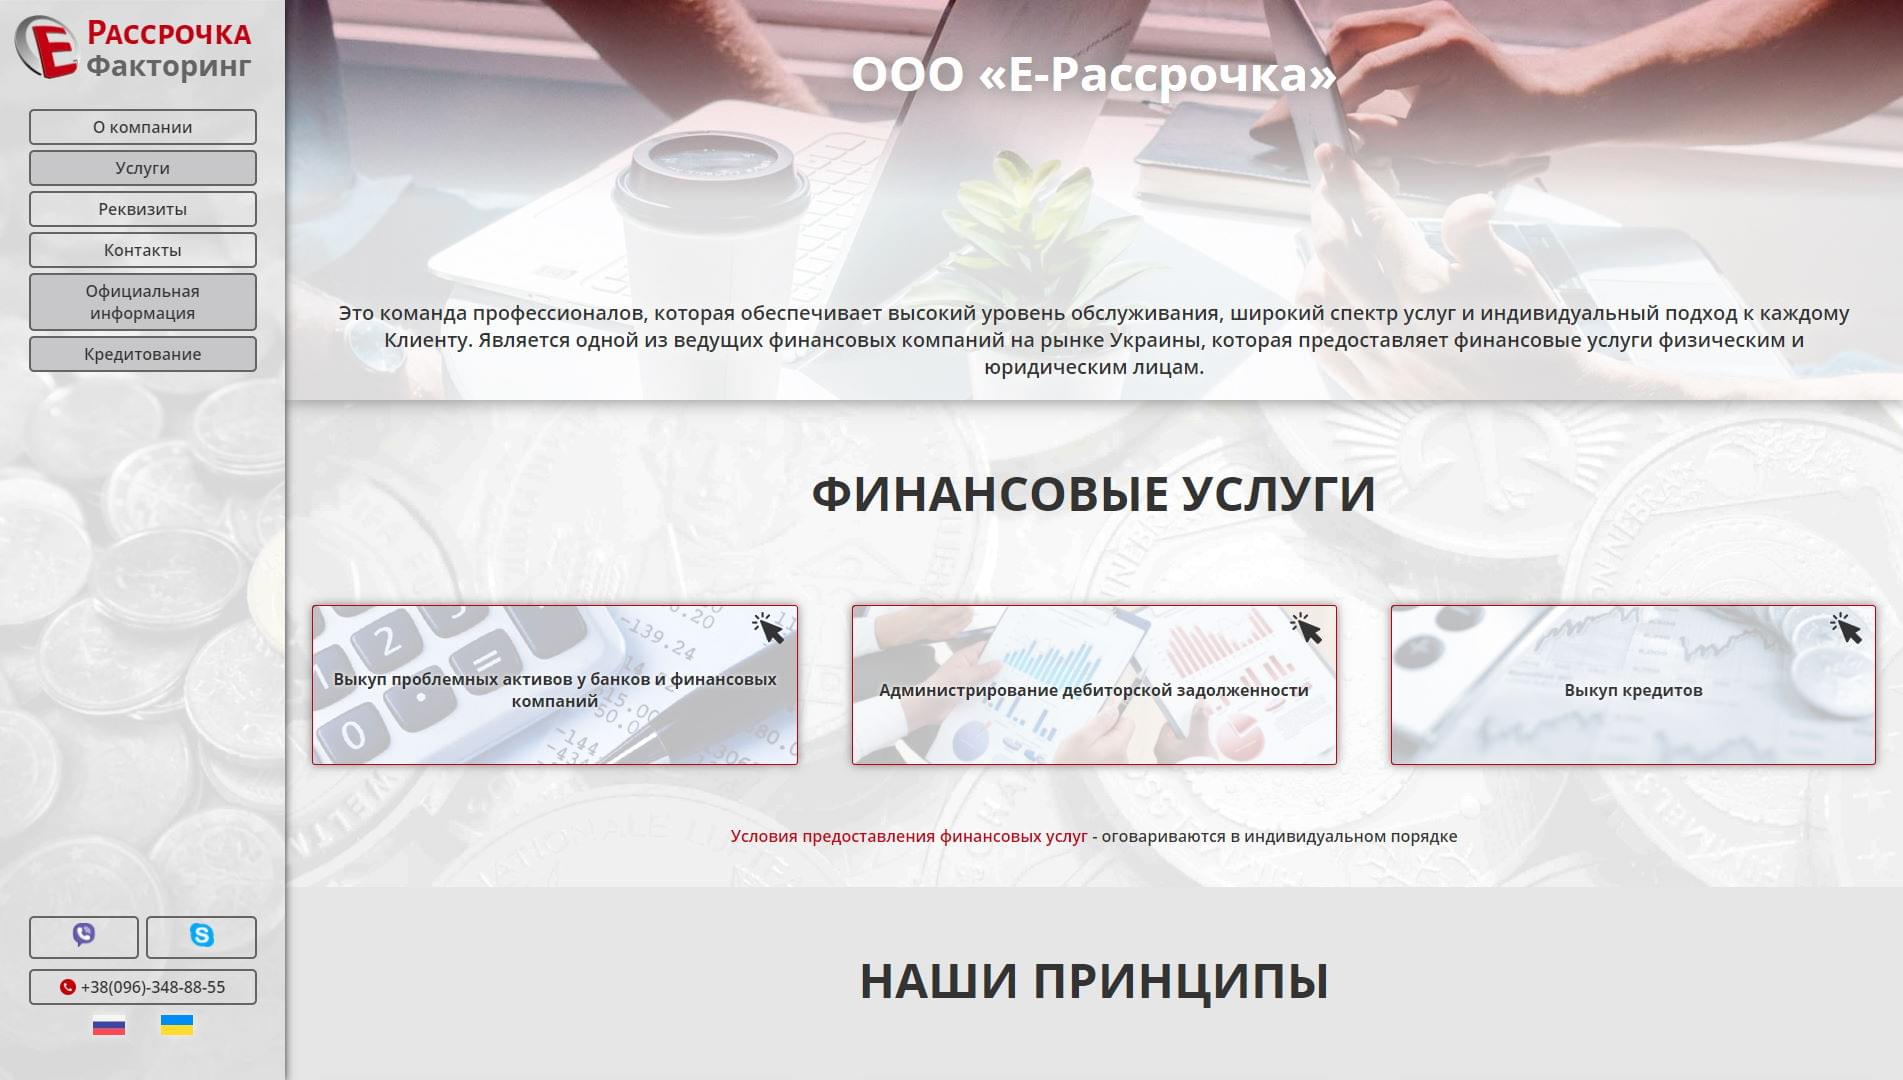 РАССРОЧКА
Факторинг
О компании
Услуги
Реквизиты
Контакты
Официальная
информация
Кредитование
+38(096)-348-88-55
ООО «Е-Рассрочка»
Это команда профессионалов, которая обеспечивает высокий уровень обслуживания, широкий спектр услуг и индивидуальный подход к каждому
Клиенту. Является одной из ведущих финансовых компаний на рынке Украины, которая предоставляет финансовые услуги физическим и
юридическим лицам.
ФИНАНСОВЫЕ УСЛУГИ
Выкуп проблемных активов у банков и финансовых
компаний
Администрирование дебиторской задолженности
Выкуп кредитов
Условия предоставления финансовых услуг - оговариваются в индивидуальном порядке
НАШИ ПРИНЦИПЫ